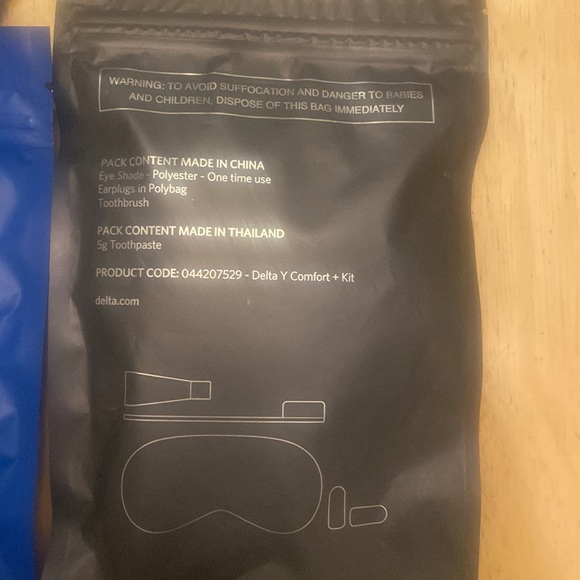 WARNING: TO AVOID SUFFOCATION AND DANGER TO BABIES
AND CHILDREN, DISPOSE OF THIS BAG IMMEDIATELY
PACK CONTENT MADE IN CHINA
Eye Shade - Polyester - One time use
Earplugs in Polybag
Toothbrush
PACK CONTENT MADE IN THAILAND
5g Toothpaste
PRODUCT CODE: 044207529 - Delta Y Comfort + Kit
delta.com